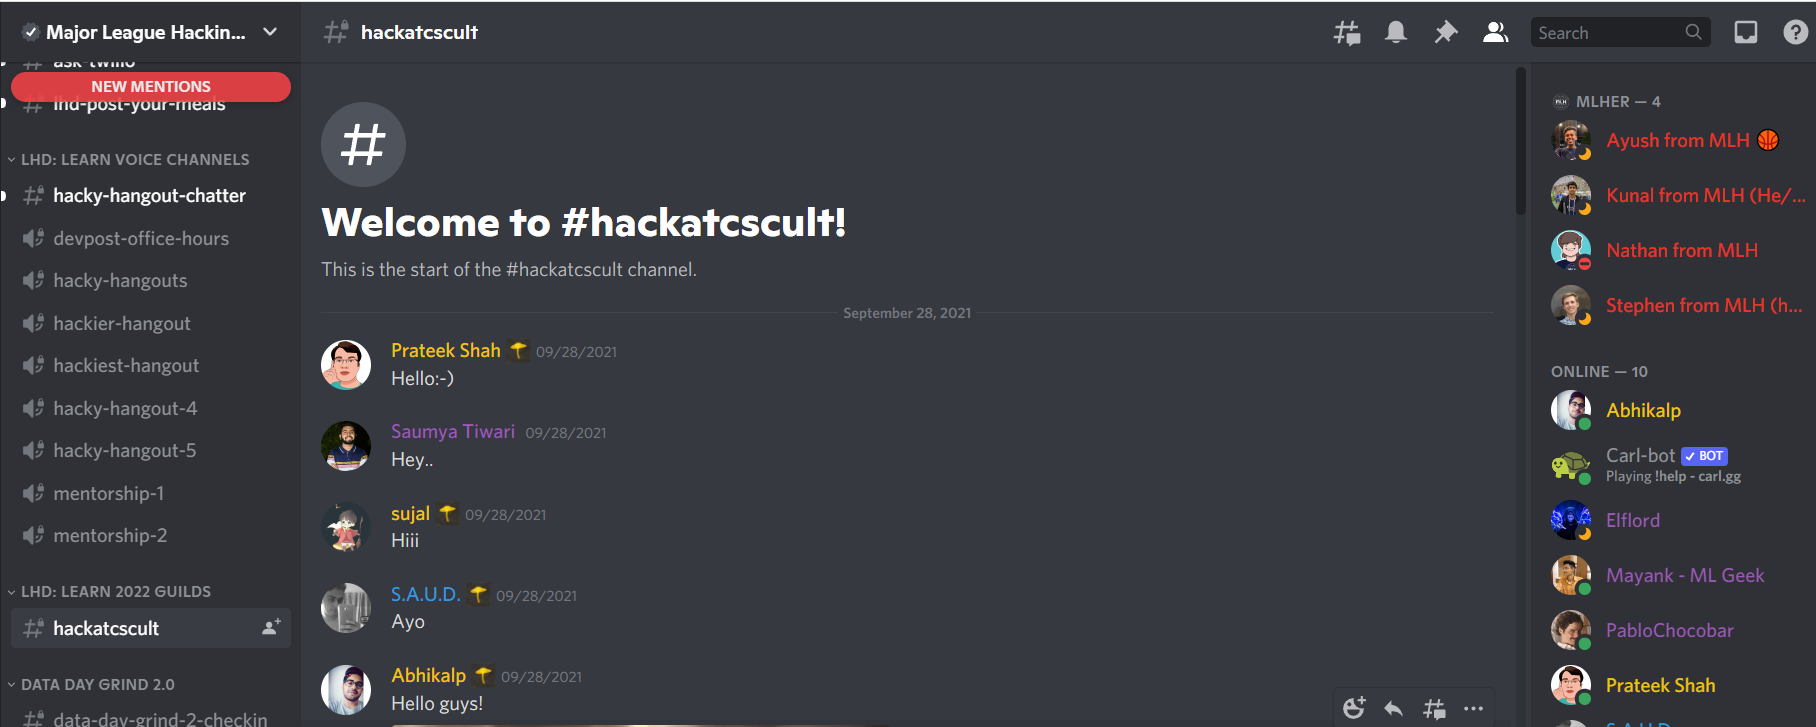 Major League Hackin...
ask-twilio
NEW MENTIONS
lhd-post-your-meals
LHD: LEARN VOICE CHANNELS
hacky-hangout-chatter
devpost-office-hours
hacky-hangouts
hackier-hangout
hackiest-hangout
hacky-hangout-4
hacky-hangout-5
mentorship-1
mentorship-2
LHD: LEARN 2022 GUILDS
hackatcscult
DATA DAY GRIND 2.0
data-day-grind-2-checkin
hackatcscult
Search
Welcome to #hackatcscult!
This is the start of the #hackatcscult channel.
September 28, 2021
Prateek Shah 09/28/2021
Hello:-)
Saumya Tiwari 09/28/2021
Hey..
sujal 09/28/2021
Hiii
S.A.U.D. 09/28/2021
Ayo
Abhikalp 09/28/2021
Hello guys!
MLHER — 4
Ayush from MLH
Kunal from MLH (He/...
Nathan from MLH
Stephen from MLH (h...
ONLINE — 10
Abhikalp
Carl-bot BOT
Playing !help - carl.gg
Elflord
Mayank - ML Geek
PabloChocobar
Prateek Shah
S.A.U.D.